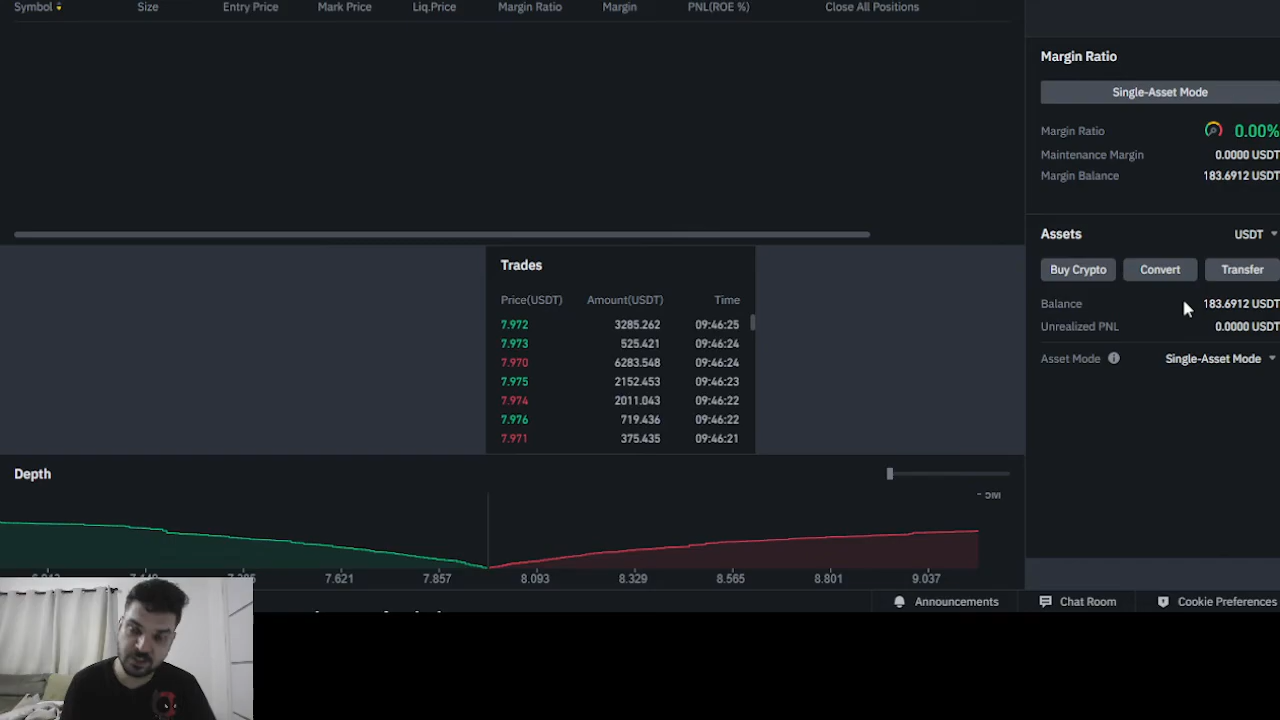 Symbol Size Entry Price Mark Price Liq.Price Margin Ratio Margin PNL(ROE %) Close All Positions
Margin Ratio
Single-Asset Mode
Margin Ratio 0.00%
Maintenance Margin 0.0000 USDT
Margin Balance 183.6912 USDT
Assets USDT
Buy Crypto Convert Transfer
Balance 183.6912 USDT
Unrealized PNL 0.0000 USDT
Asset Mode Single-Asset Mode
Trades
Price(USDT) Amount(USDT) Time
7.972 3285.262 09:46:25
7.973 525.421 09:46:24
7.970 6283.548 09:46:24
7.975 2152.453 09:46:23
7.974 2011.043 09:46:22
7.976 719.436 09:46:22
7.971 375.435 09:46:21
Depth
7.621 7.857 8.093 8.329 8.565 8.801 9.037
Announcements Chat Room Cookie Preferences